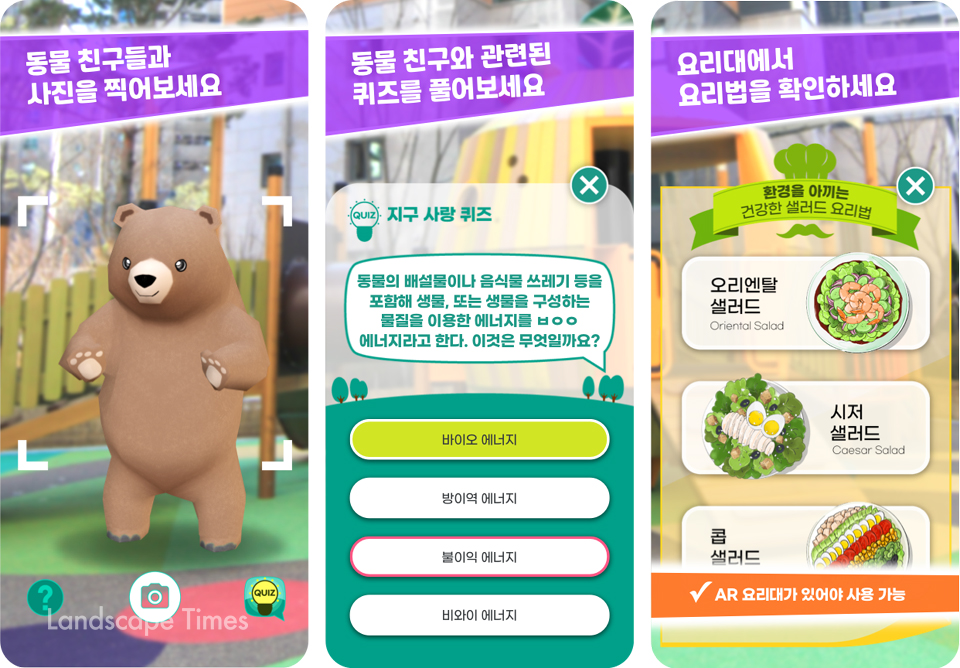 동물 친구들과
사진을 찍어보세요
?
QUIZ
Landscape Times
동물 친구와 관련된
퀴즈를 풀어보세요
QUIZ 지구 사랑 퀴즈
동물의 배설물이나 음식물 쓰레기 등을
포함해 생물, 또는 생물을 구성하는
물질을 이용한 에너지를 ㅂㅇㅇ
에너지라고 한다. 이것은 무엇일까요?
바이오 에너지
방이역 에너지
불이익 에너지
비와이 에너지
요리대에서
요리법을 확인하세요
환경을 아끼는
건강한 샐러드 요리법
오리엔탈
샐러드
Oriental Salad
시저
샐러드
Caesar Salad
콥
샐러드
AR 요리대가 있어야 사용 가능